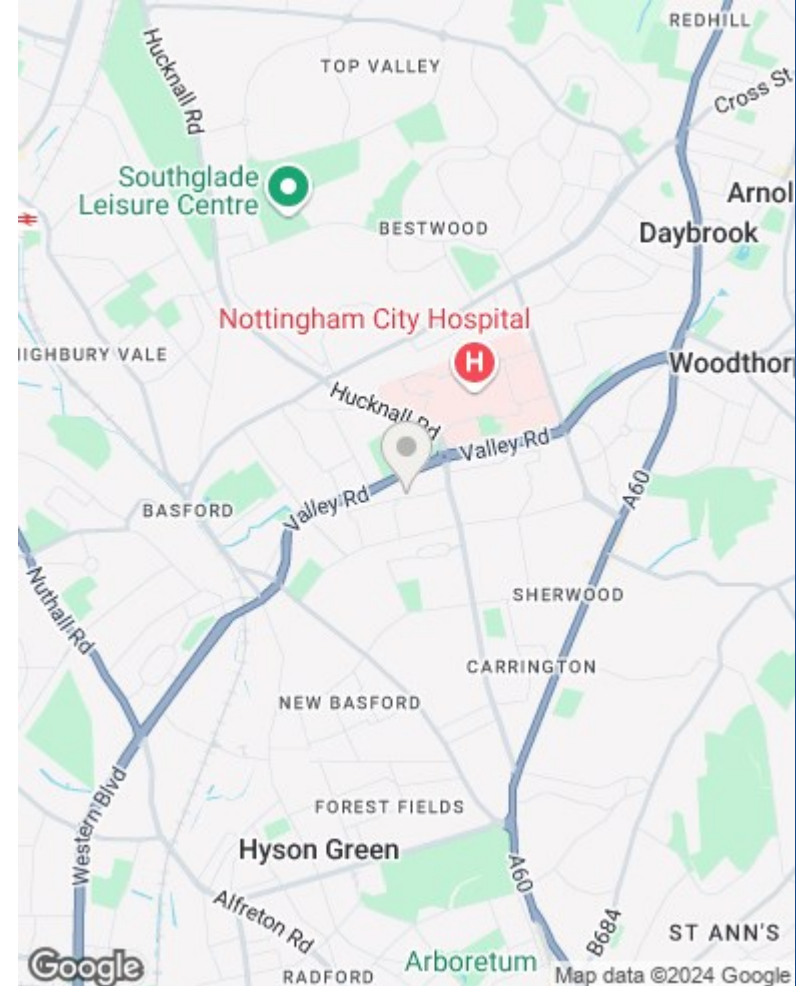 REDHILL
Hucknall Rd
TOP VALLEY
Cross St
Southglade
Leisure Centre
Arnol
BESTWOOD
Daybrook
Nottingham City Hospital
H
IIGHBURY VALE
Woodthorp
Hucknall Rd
Valley Rd
Valley Rd
A60
BASFORD
Nuthall Rd
SHERWOOD
CARRINGTON
NEW BASFORD
Western Blvd
FOREST FIELDS
Hyson Green
A60
Alfreton Rd
B684
ST ANN'S
Arboretum
Google
RADFORD
Map data ©2024 Google